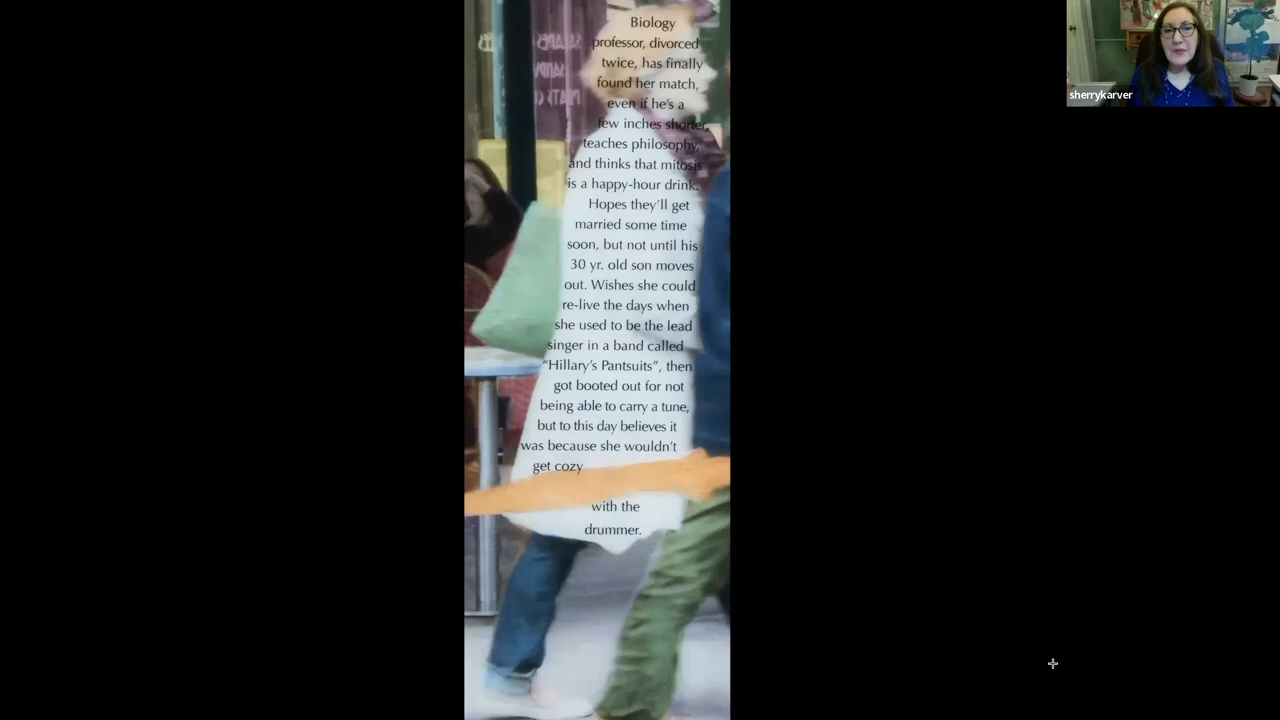 Biology
professor, divorced
twice, has finally
found her match,
even if he's a
few inches shorter,
teaches philosophy,
and thinks that mitosis
is a happy-hour drink.
Hopes they'll get
married some time
soon, but not until his
30 yr. old son moves
out. Wishes she could
re-live the days when
she used to be the lead
singer in a band called
“Hillary's Pantsuits”, then
got booted out for not
being able to carry a tune,
but to this day believes it
was because she wouldn't
get cozy
with the
drummer.
sherrykarver